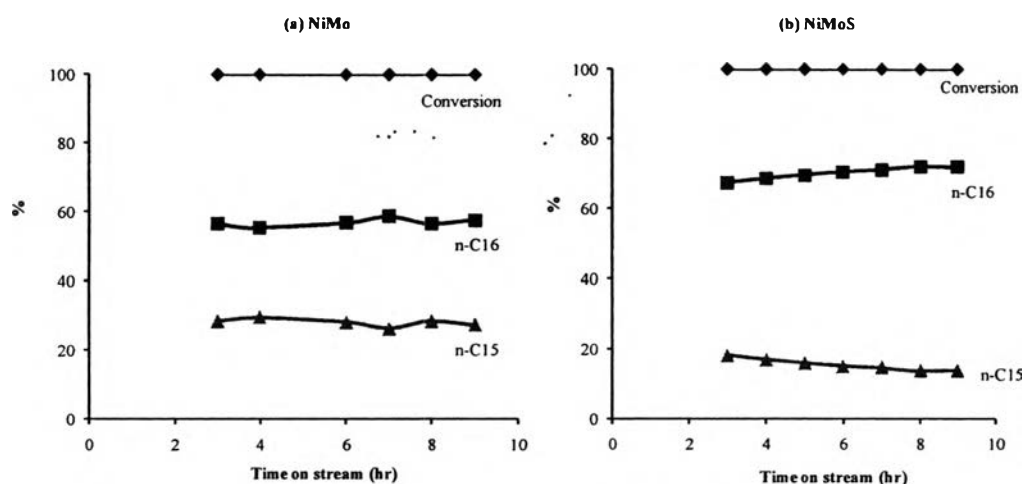 (a) NiMo
(b) NiMoS
100
80
60
40
20
0
%
Conversion
n-C16
n-C15
0 2 4 6 8 10
Time on stream (hr)
100
80
60
40
20
0
%
Conversion
n-C16
n-C15
0 2 4 6 8 10
Time on stream (hr)